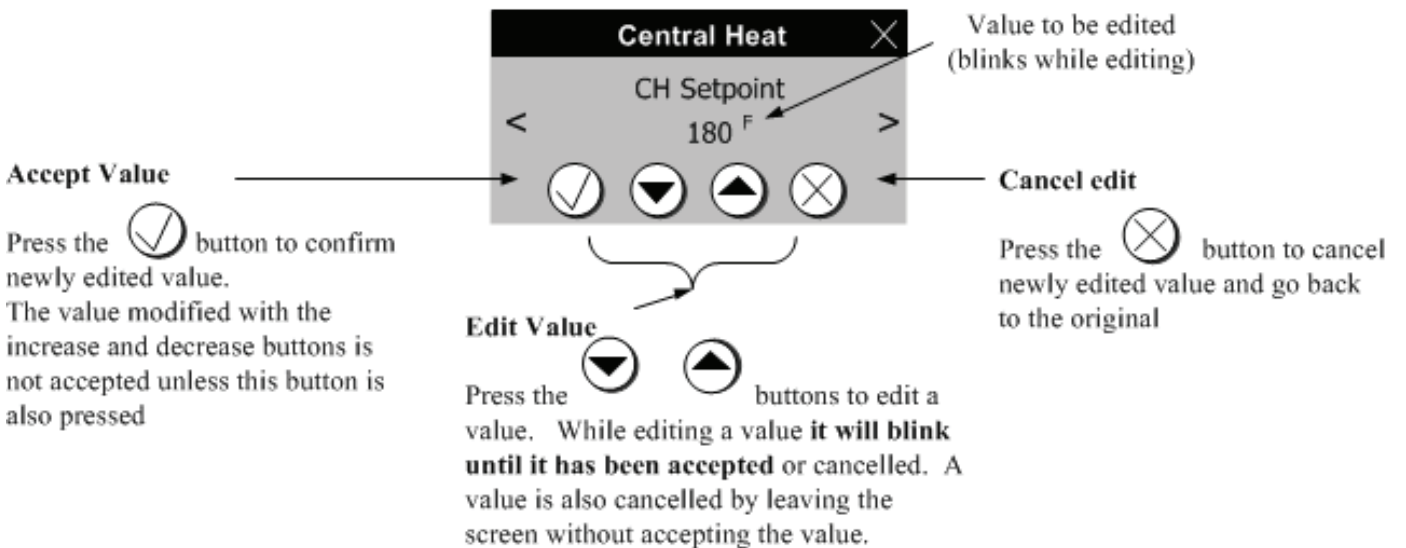 Central Heat
CH Setpoint
< 180 F >
Value to be edited
(blinks while editing)
Accept Value
Press the button to confirm
newly edited value.
The value modified with the
increase and decrease buttons is
not accepted unless this button is
also pressed
Edit Value
Press the buttons to edit a
value. While editing a value it will blink
until it has been accepted or cancelled. A
value is also cancelled by leaving the
screen without accepting the value.
Cancel edit
Press the button to cancel
newly edited value and go back
to the original